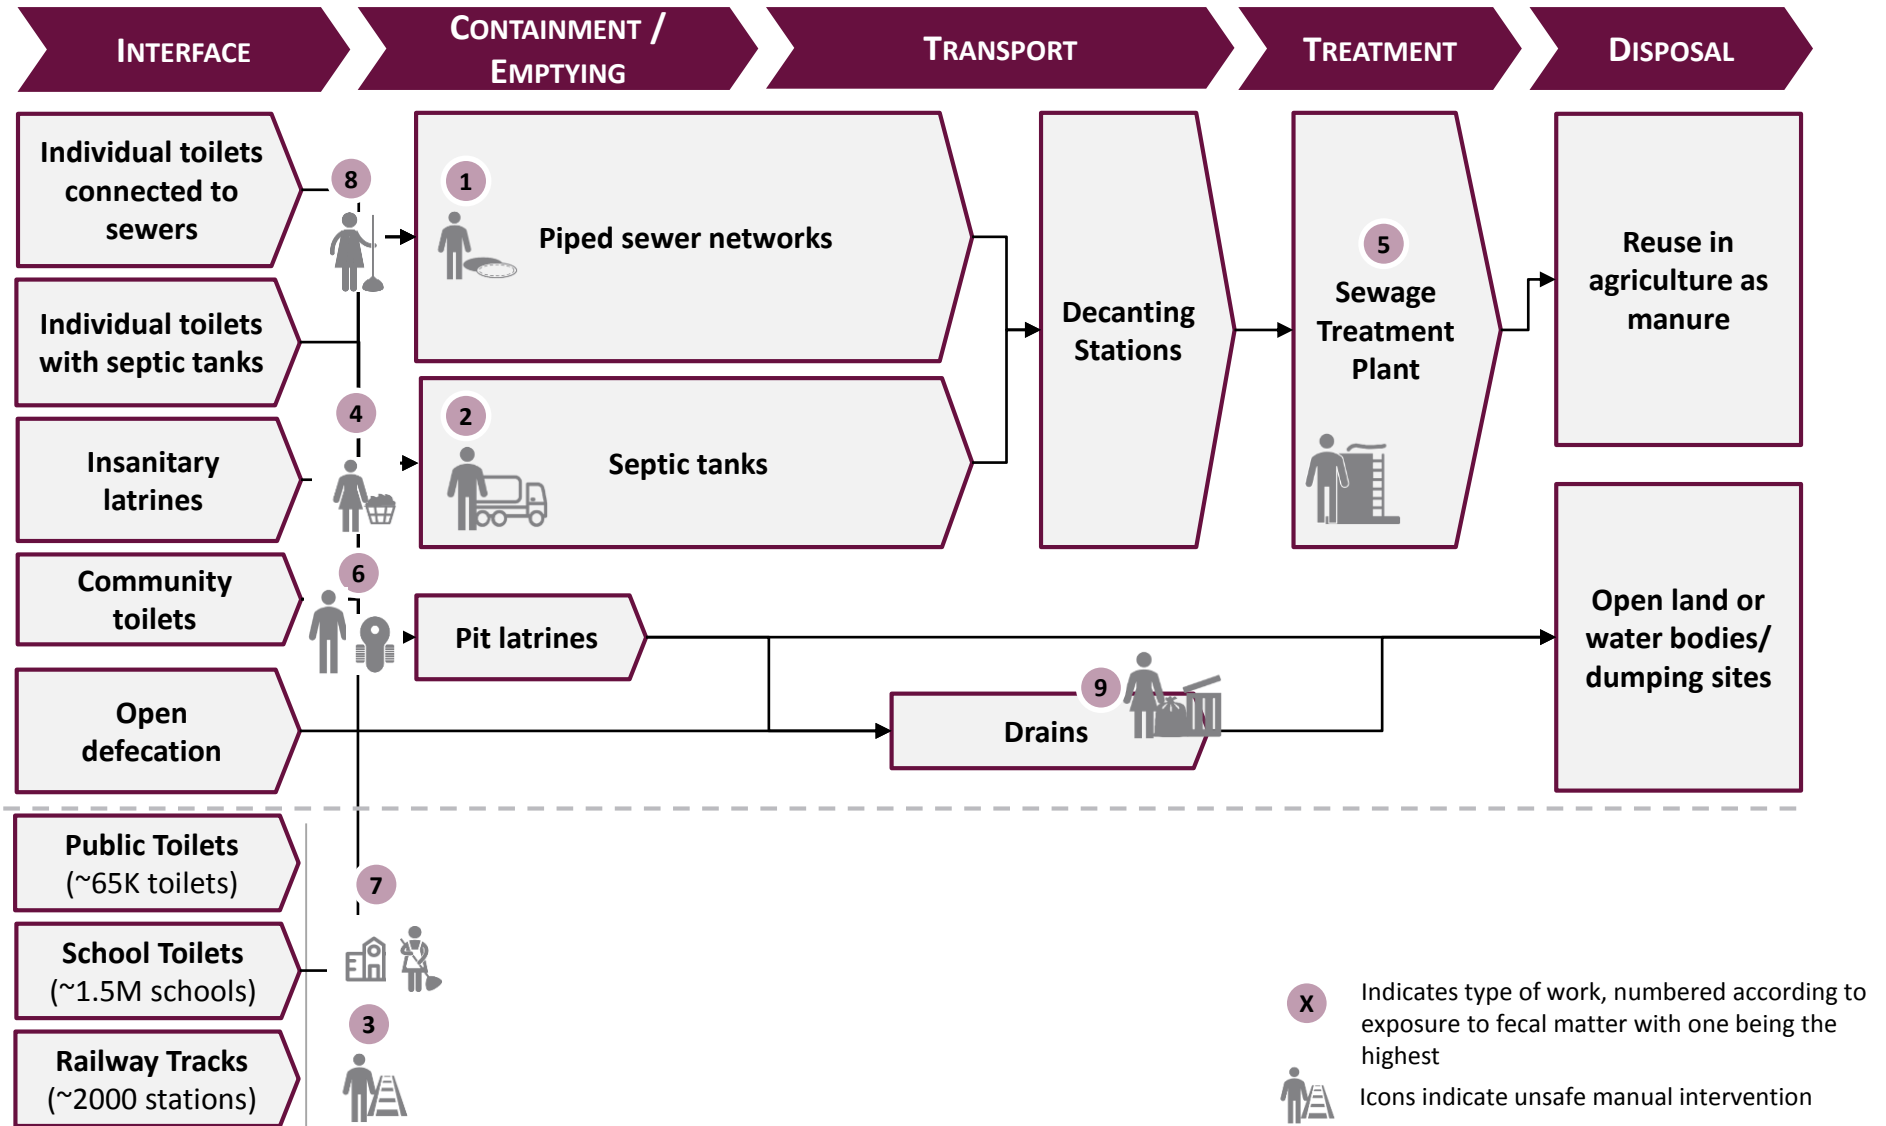 INTERFACE
CONTAINMENT /
EMPTYING
TRANSPORT
TREATMENT
DISPOSAL
Individual toilets
connected to
sewers
8
1
Piped sewer networks
Decanting
Stations
5
Sewage
Treatment
Plant
Reuse in
agriculture as
manure
Individual toilets
with septic tanks
4
2
Septic tanks
Insanitary
latrines
Community
toilets
6
Pit latrines
Open land or
water bodies/
dumping sites
Open
defecation
9
Drains
Public Toilets
(~65K toilets)
7
School Toilets
(~1.5M schools)
3
Railway Tracks
(~2000 stations)
X
Indicates type of work, numbered according to
exposure to fecal matter with one being the
highest
Icons indicate unsafe manual intervention